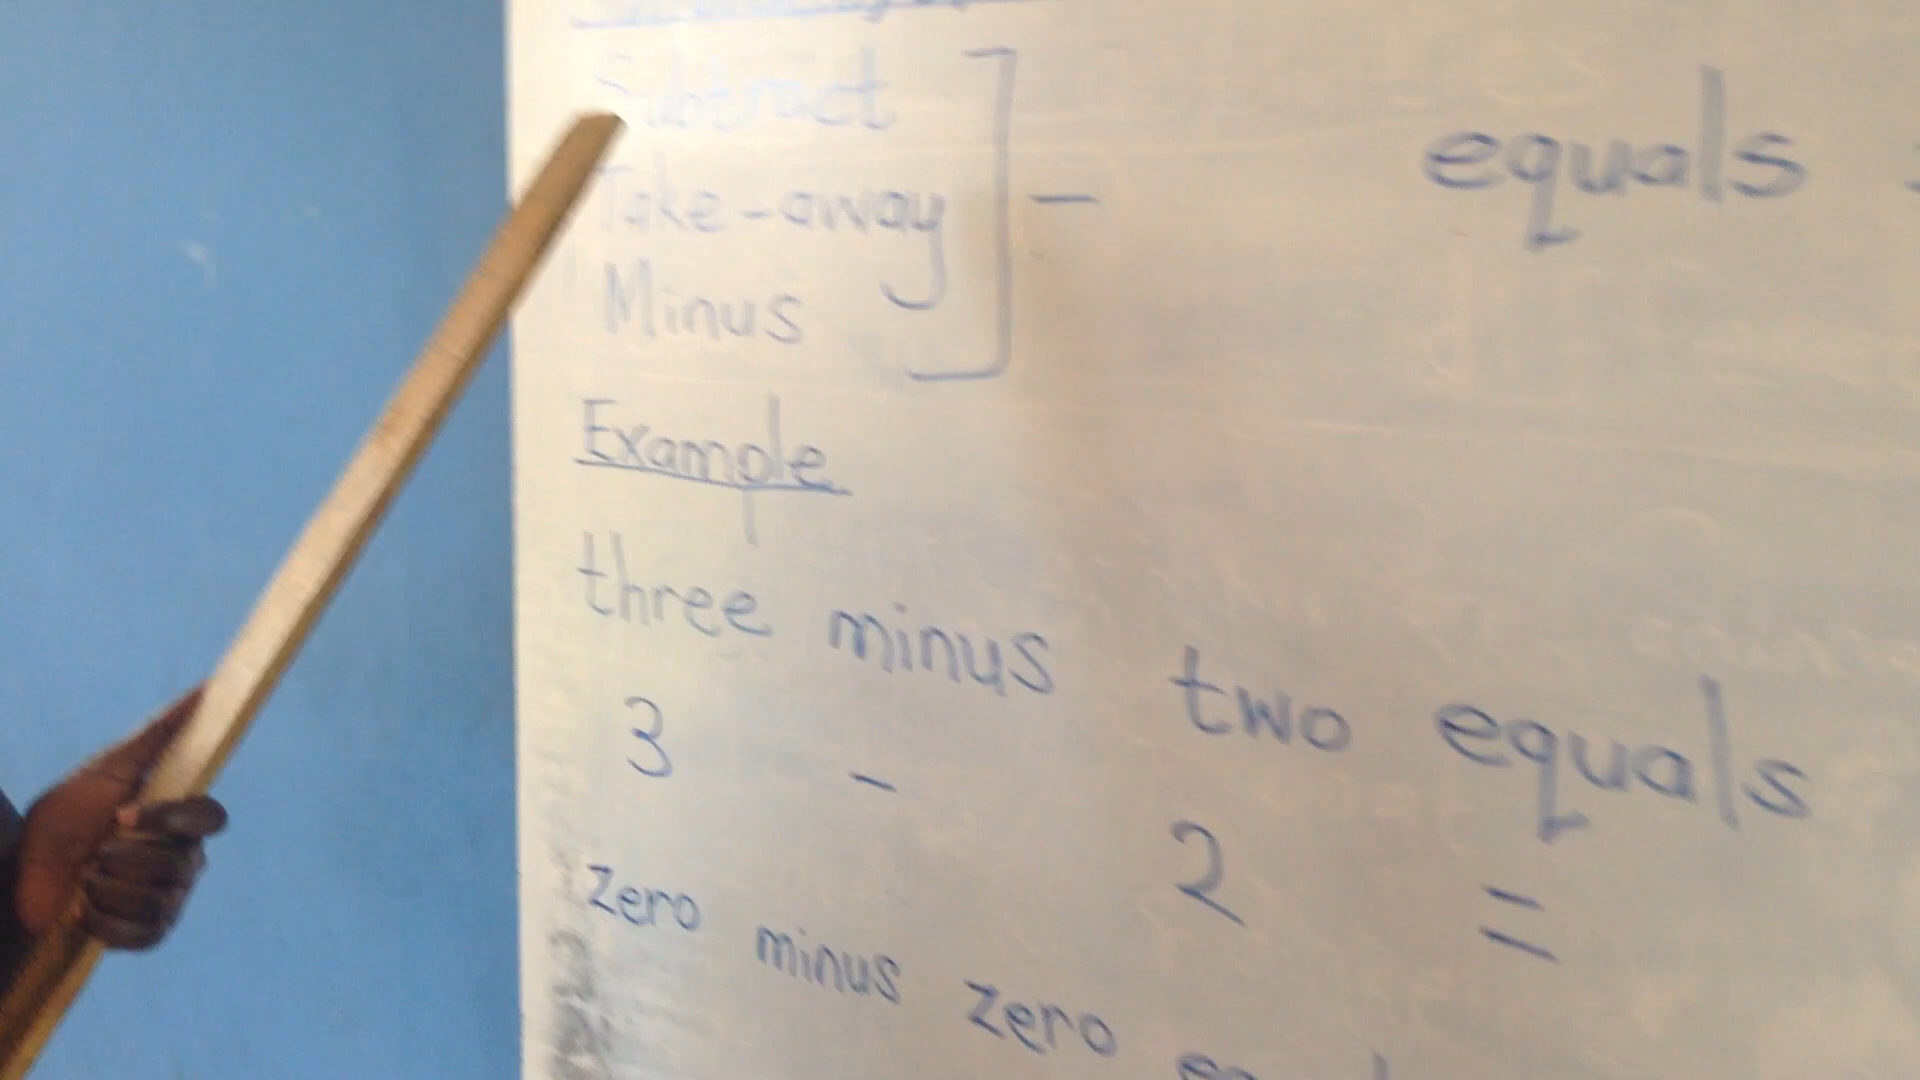 Subtract
Take-away ] - equals
Minus
Example
three minus two equals
3 - 2 =
zero minus zero